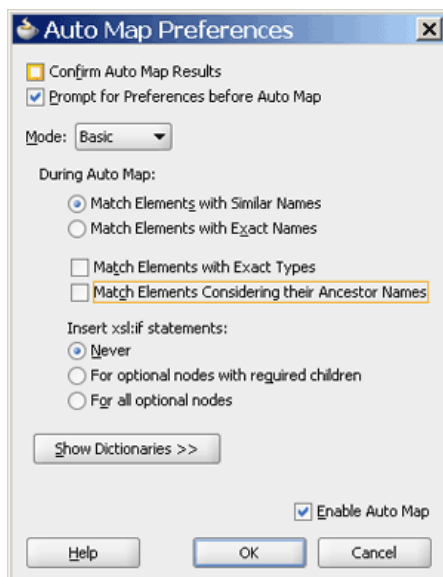 Auto Map Preferences
Confirm Auto Map Results
Prompt for Preferences before Auto Map
Mode: Basic
During Auto Map:
Match Elements with Similar Names
Match Elements with Exact Names
Match Elements with Exact Types
Match Elements Considering their Ancestor Names
Insert xsl:if statements:
Never
For optional nodes with required children
For all optional nodes
Show Dictionaries >>
Enable Auto Map
Help OK Cancel